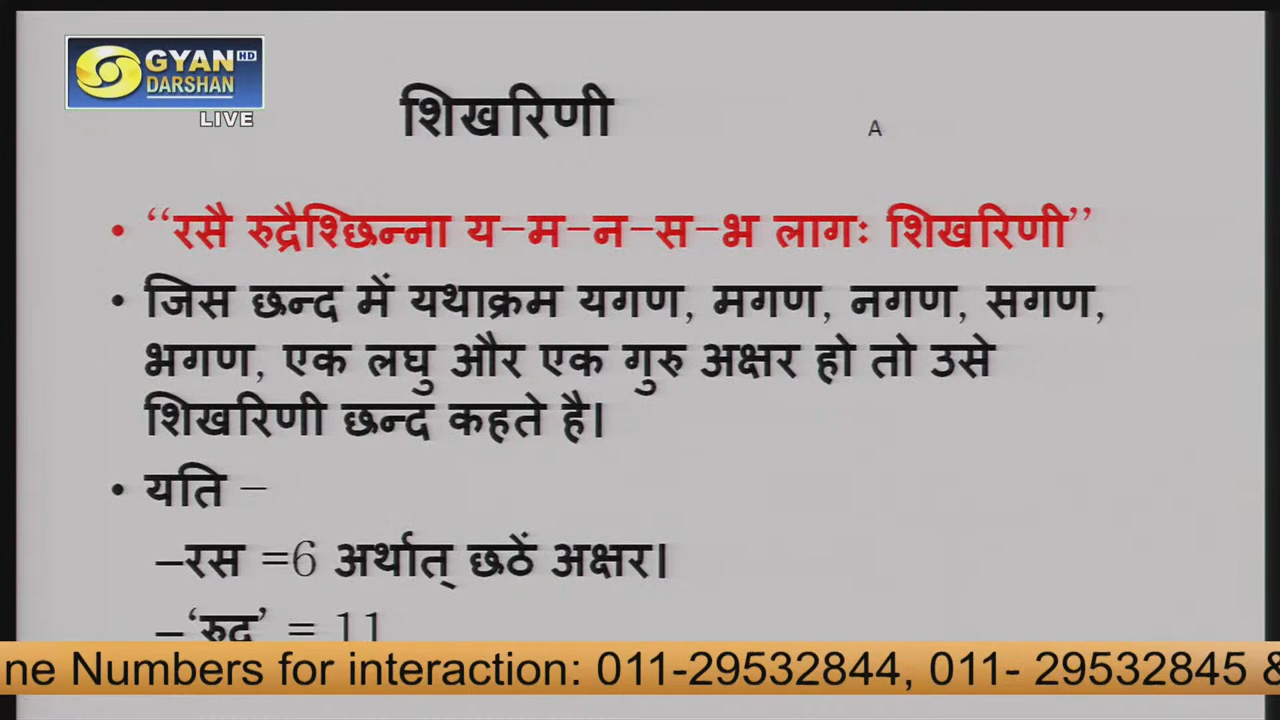 GYAN HD
DARSHAN
LIVE
शिखरिणी
A
• “रसै रुद्रैश्छिन्ना य-म-न-स-भ लागः शिखरिणी”
• जिस छन्द में यथाक्रम यगण, मगण, नगण, सगण,
भगण, एक लघु और एक गुरु अक्षर हो तो उसे
शिखरिणी छन्द कहते है।
• यति –
–रस =6 अर्थात् छठें अक्षर।
–‘रुद्र’ = 11
ne Numbers for interaction: 011-29532844, 011- 29532845 &